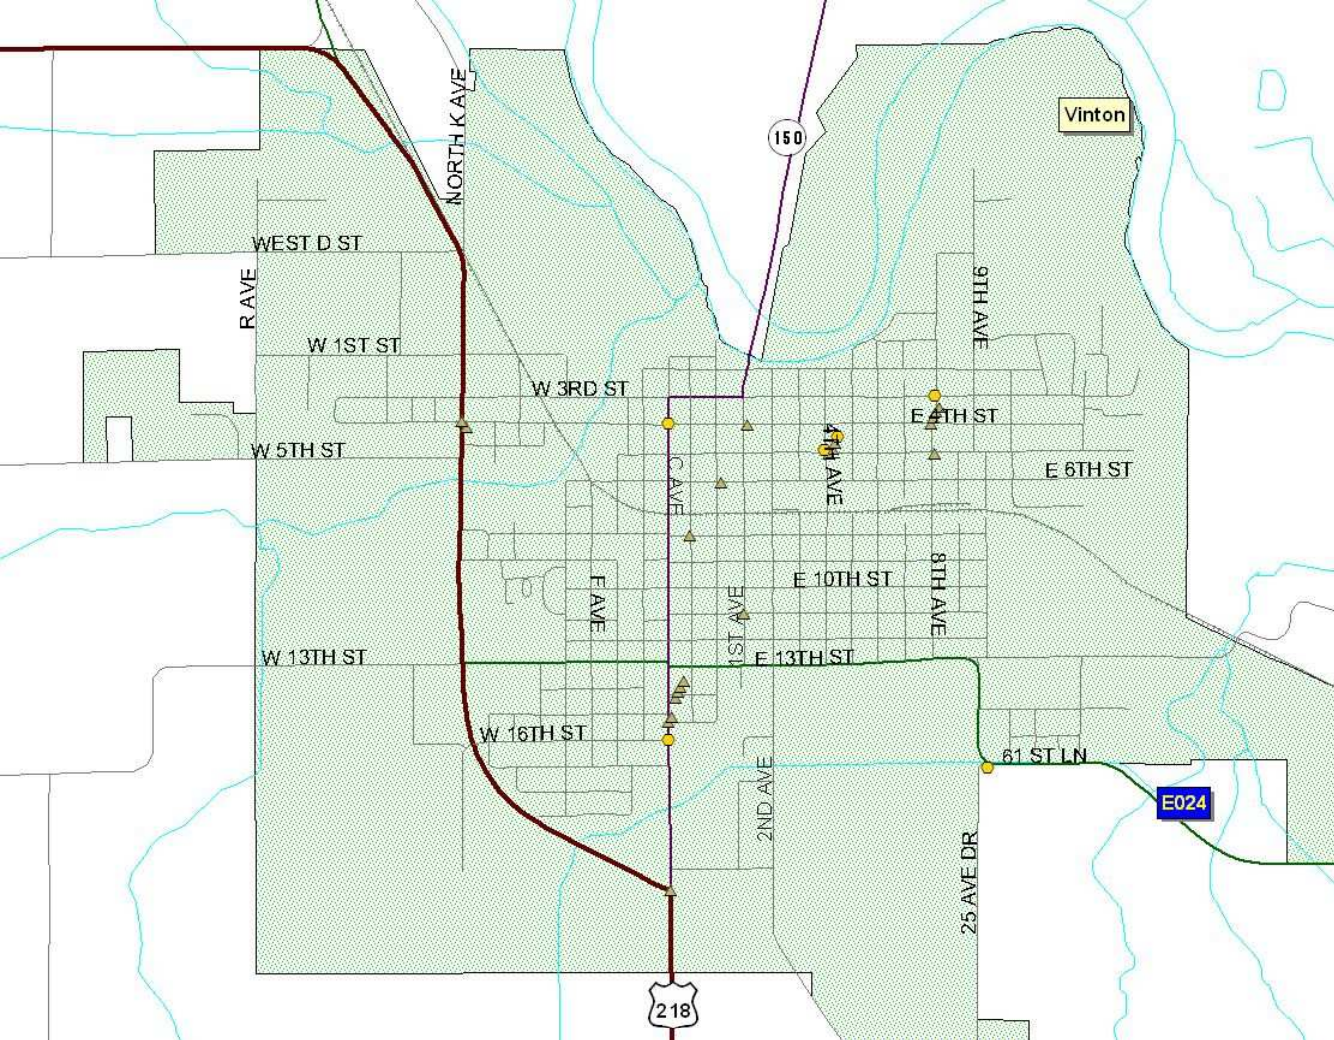 NORTH K AVE
Vinton
150
WEST D ST
R AVE
9TH AVE
W 1ST ST
W 3RD ST
E 4TH ST
W 5TH ST
4TH AVE
E 6TH ST
C AVE
E 10TH ST
F AVE
1ST AVE
8TH AVE
W 13TH ST
E 13TH ST
W 16TH ST
61 ST LN
2ND AVE
E024
25 AVE DR
218